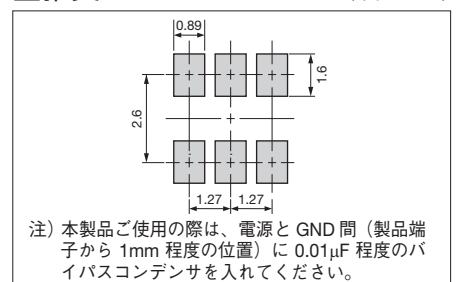 0.89
1.6
2.6
1.27 1.27
注) 本製品ご使用の際は、電源と GND 間（製品端
子から 1mm 程度の位置）に 0.01μF 程度のバ
イパスコンデンサを入れてください。